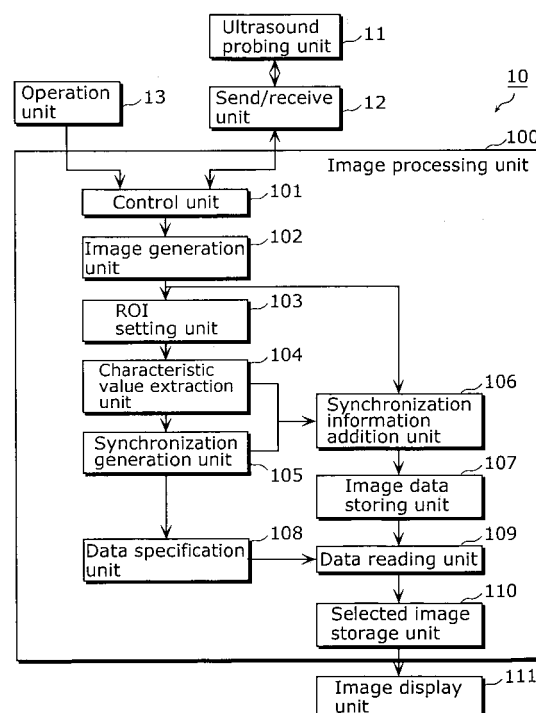 Ultrasound
probing unit
11
10
Operation
unit
13
Send/receive
unit
12
100
Image processing unit
Control unit
101
Image generation
unit
102
ROI
setting unit
103
Characteristic
value extraction
unit
104
Synchronization
information
addition unit
106
Synchronization
generation unit
105
Image data
storing unit
107
Data specification
unit
108
Data reading unit
109
Selected image
storage unit
110
Image display
unit
111